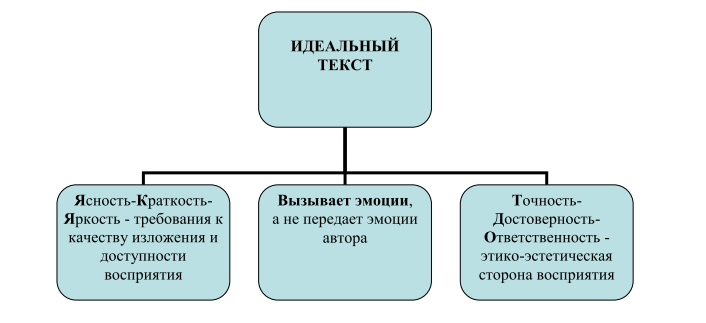 ИДЕАЛЬНЫЙ
ТЕКСТ
Ясность-Краткость-
Яркость - требования к
качеству изложения и
доступности
восприятия
Вызывает эмоции,
а не передает эмоции
автора
Точность-
Достоверность-
Ответственность -
этико-эстетическая
сторона восприятия